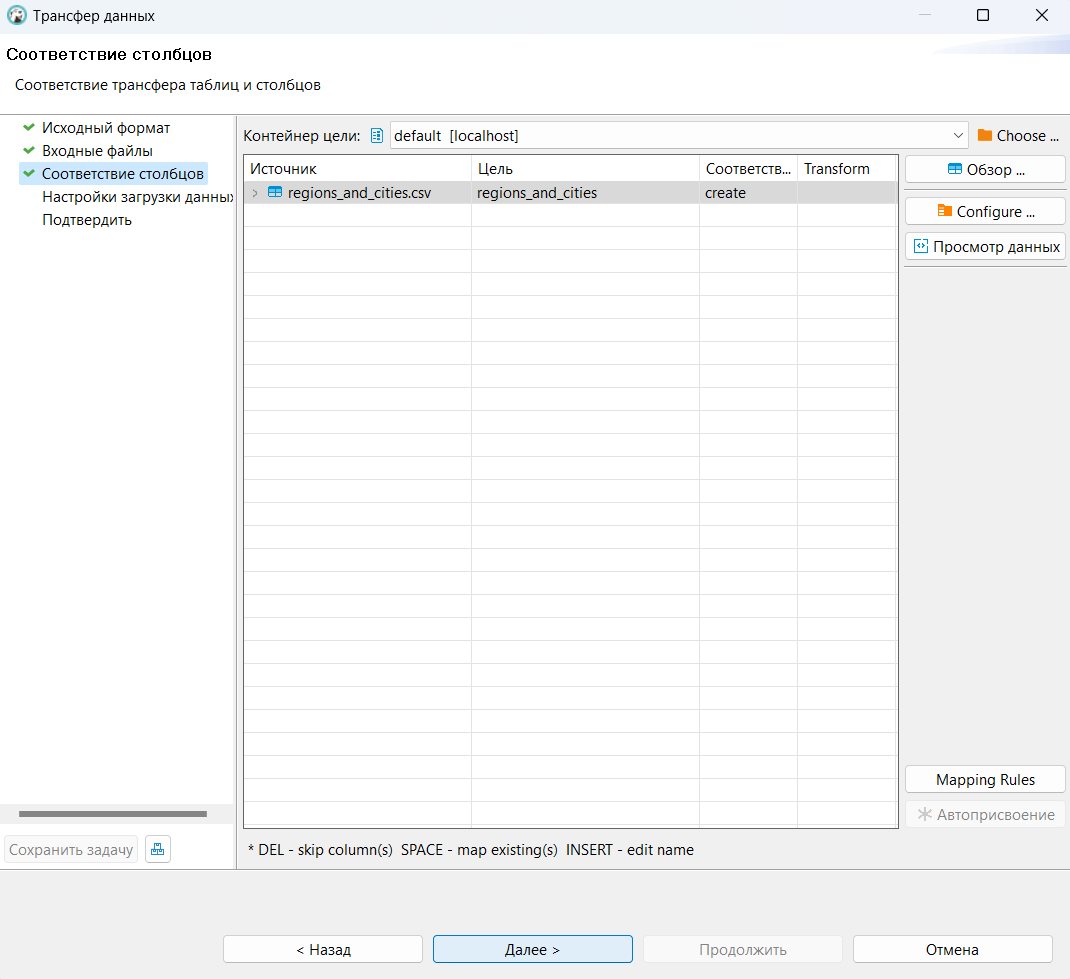 Трансфер данных
Соответствие столбцов
Соответствие трансфера таблиц и столбцов
Исходный формат
Входные файлы
Соответствие столбцов
Настройки загрузки данных
Подтвердить
Контейнер цели: default [localhost] Choose ...
Источник Цель Соответств... Transform
regions_and_cities.csv regions_and_cities create
Обзор ...
Configure ...
Просмотр данных
Mapping Rules
Автоприсвоение
Сохранить задачу
* DEL - skip column(s) SPACE - map existing(s) INSERT - edit name
< Назад Далее > Продолжить Отмена